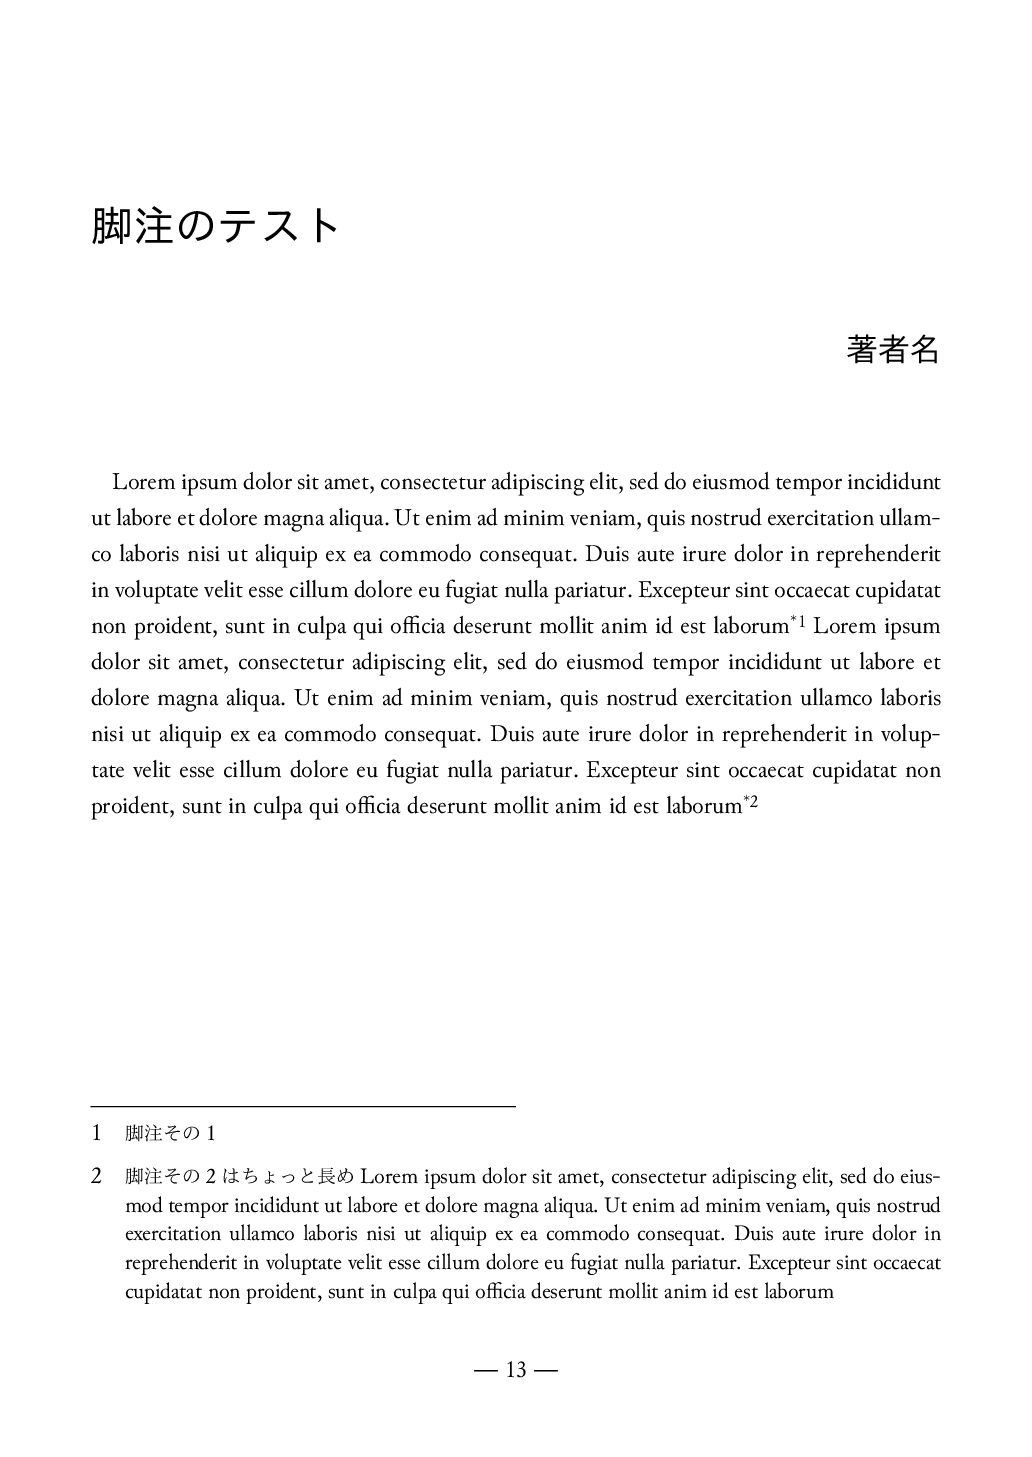 脚注のテスト
著者名
Lorem ipsum dolor sit amet, consectetur adipiscing elit, sed do eiusmod tempor incididunt
ut labore et dolore magna aliqua. Ut enim ad minim veniam, quis nostrud exercitation ullam-
co laboris nisi ut aliquip ex ea commodo consequat. Duis aute irure dolor in reprehenderit
in voluptate velit esse cillum dolore eu fugiat nulla pariatur. Excepteur sint occaecat cupidatat
non proident, sunt in culpa qui officia deserunt mollit anim id est laborum*1 Lorem ipsum
dolor sit amet, consectetur adipiscing elit, sed do eiusmod tempor incididunt ut labore et
dolore magna aliqua. Ut enim ad minim veniam, quis nostrud exercitation ullamco laboris
nisi ut aliquip ex ea commodo consequat. Duis aute irure dolor in reprehenderit in volup-
tate velit esse cillum dolore eu fugiat nulla pariatur. Excepteur sint occaecat cupidatat non
proident, sunt in culpa qui officia deserunt mollit anim id est laborum*2
1 脚注その 1
2 脚注その 2 はちょっと長め Lorem ipsum dolor sit amet, consectetur adipiscing elit, sed do eius-
mod tempor incididunt ut labore et dolore magna aliqua. Ut enim ad minim veniam, quis nostrud
exercitation ullamco laboris nisi ut aliquip ex ea commodo consequat. Duis aute irure dolor in
reprehenderit in voluptate velit esse cillum dolore eu fugiat nulla pariatur. Excepteur sint occaecat
cupidatat non proident, sunt in culpa qui officia deserunt mollit anim id est laborum
— 13 —